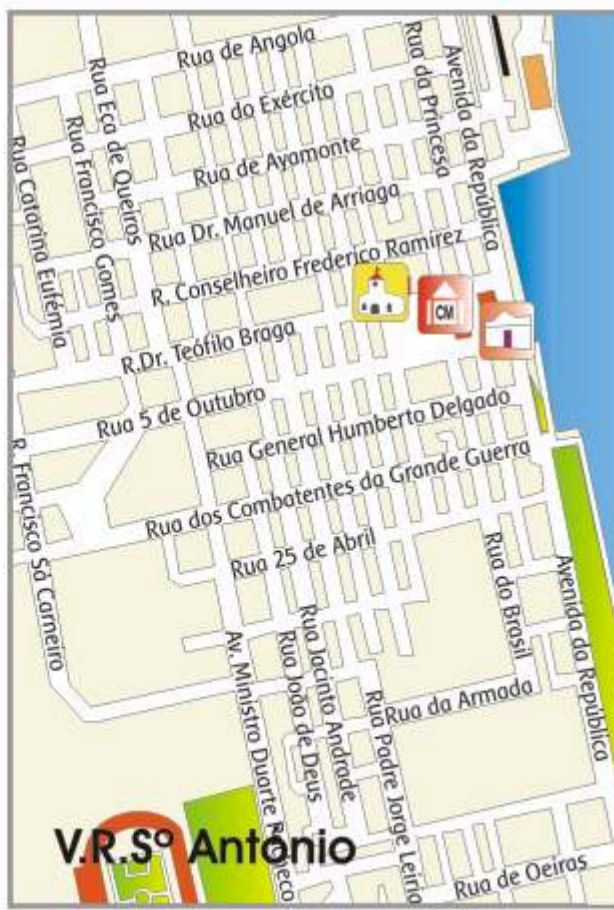 Rua de Angola
Rua Eça de Queiros
Rua da Princesa
Avenida da República
Rua do Exército
Rua Francisco Gomes
Rua Catarina Eufémia
Rua de Ayamonte
Rua Dr. Manuel de Arriaga
R. Conselheiro Frederico Ramirez
CM
R.Dr. Teófilo Braga
Rua 5 de Outubro
Rua General Humberto Delgado
Rua dos Combatentes da Grande Guerra
R. Francisco Sá Carneiro
Rua 25 de Abril
Rua do Brasil
Avenida da República
Av. Ministro Duarte Pacheco
Rua João de Deus
Rua Jacinto Andrade
Rua Padre Jorge Leiria
Rua da Armada
V.R.Sº António
Rua de Oeiras